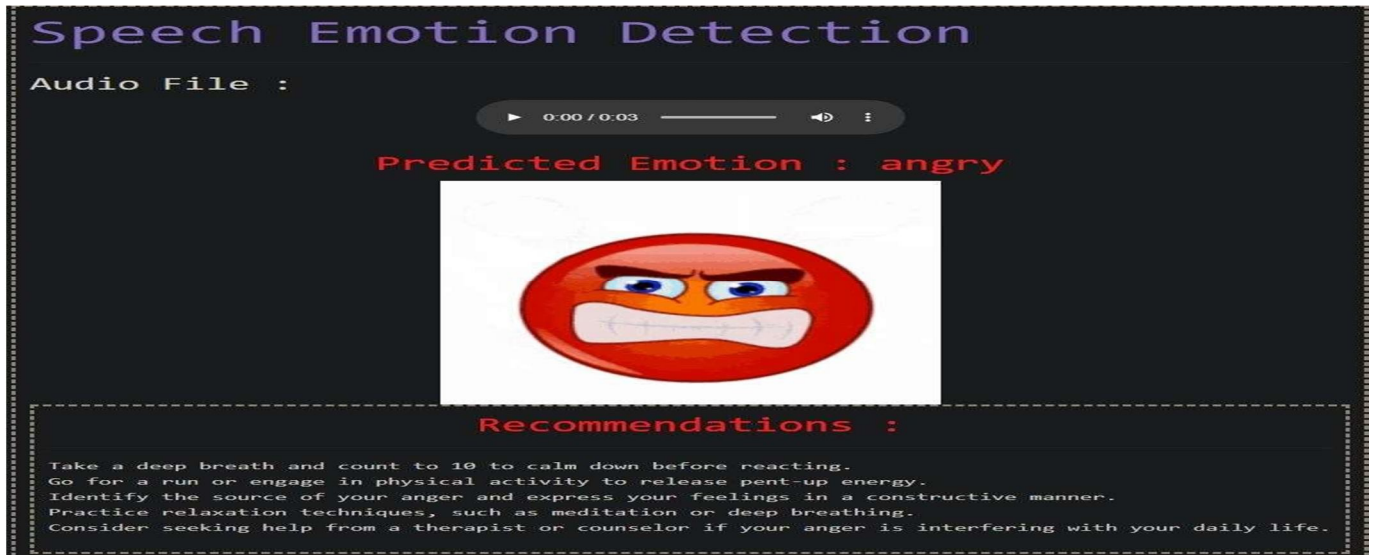 Speech Emotion Detection
Audio File :
0:00 / 0:03
Predicted Emotion : angry
Recommendations :
Take a deep breath and count to 10 to calm down before reacting.
Go for a run or engage in physical activity to release pent-up energy.
Identify the source of your anger and express your feelings in a constructive manner.
Practice relaxation techniques, such as meditation or deep breathing.
Consider seeking help from a therapist or counselor if your anger is interfering with your daily life.